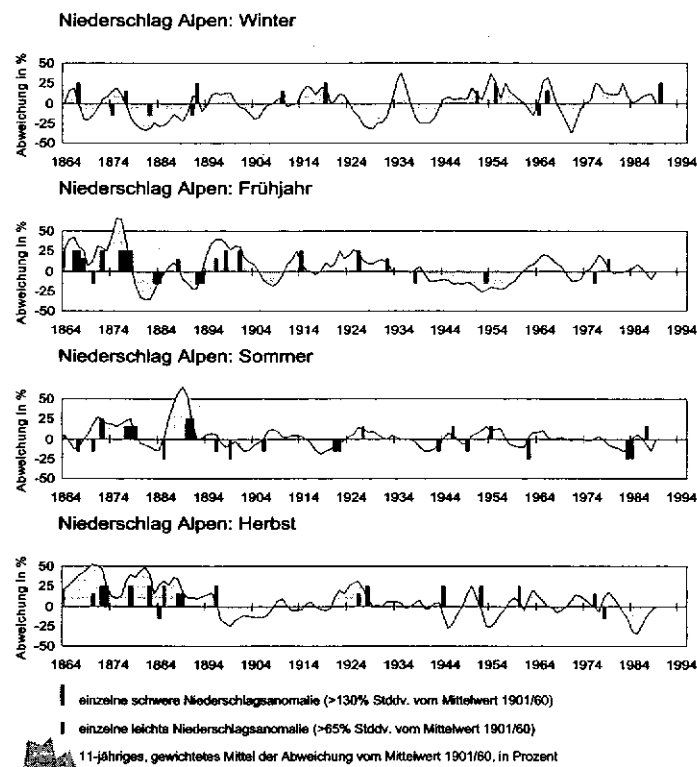 Niederschlag Alpen: Winter
Abweichung in %
50
25
0
-25
-50
1864 1874 1884 1894 1904 1914 1924 1934 1944 1954 1964 1974 1984 1994
Niederschlag Alpen: Frühjahr
Abweichung in %
50
25
0
-25
-50
1864 1874 1884 1894 1904 1914 1924 1934 1944 1954 1964 1974 1984 1994
Niederschlag Alpen: Sommer
Abweichung in %
50
25
0
-25
-50
1864 1874 1884 1894 1904 1914 1924 1934 1944 1954 1964 1974 1984 1994
Niederschlag Alpen: Herbst
Abweichung in %
50
25
0
-25
-50
1864 1874 1884 1894 1904 1914 1924 1934 1944 1954 1964 1974 1984 1994
einzelne schwere Niederschlagsanomalie (>130% Stddv. vom Mittelwert 1901/60)
einzelne leichte Niederschlagsanomalie (>65% Stddv. vom Mittelwert 1901/60)
11-jähriges, gewichtetes Mittel der Abweichung vom Mittelwert 1901/60, in Prozent